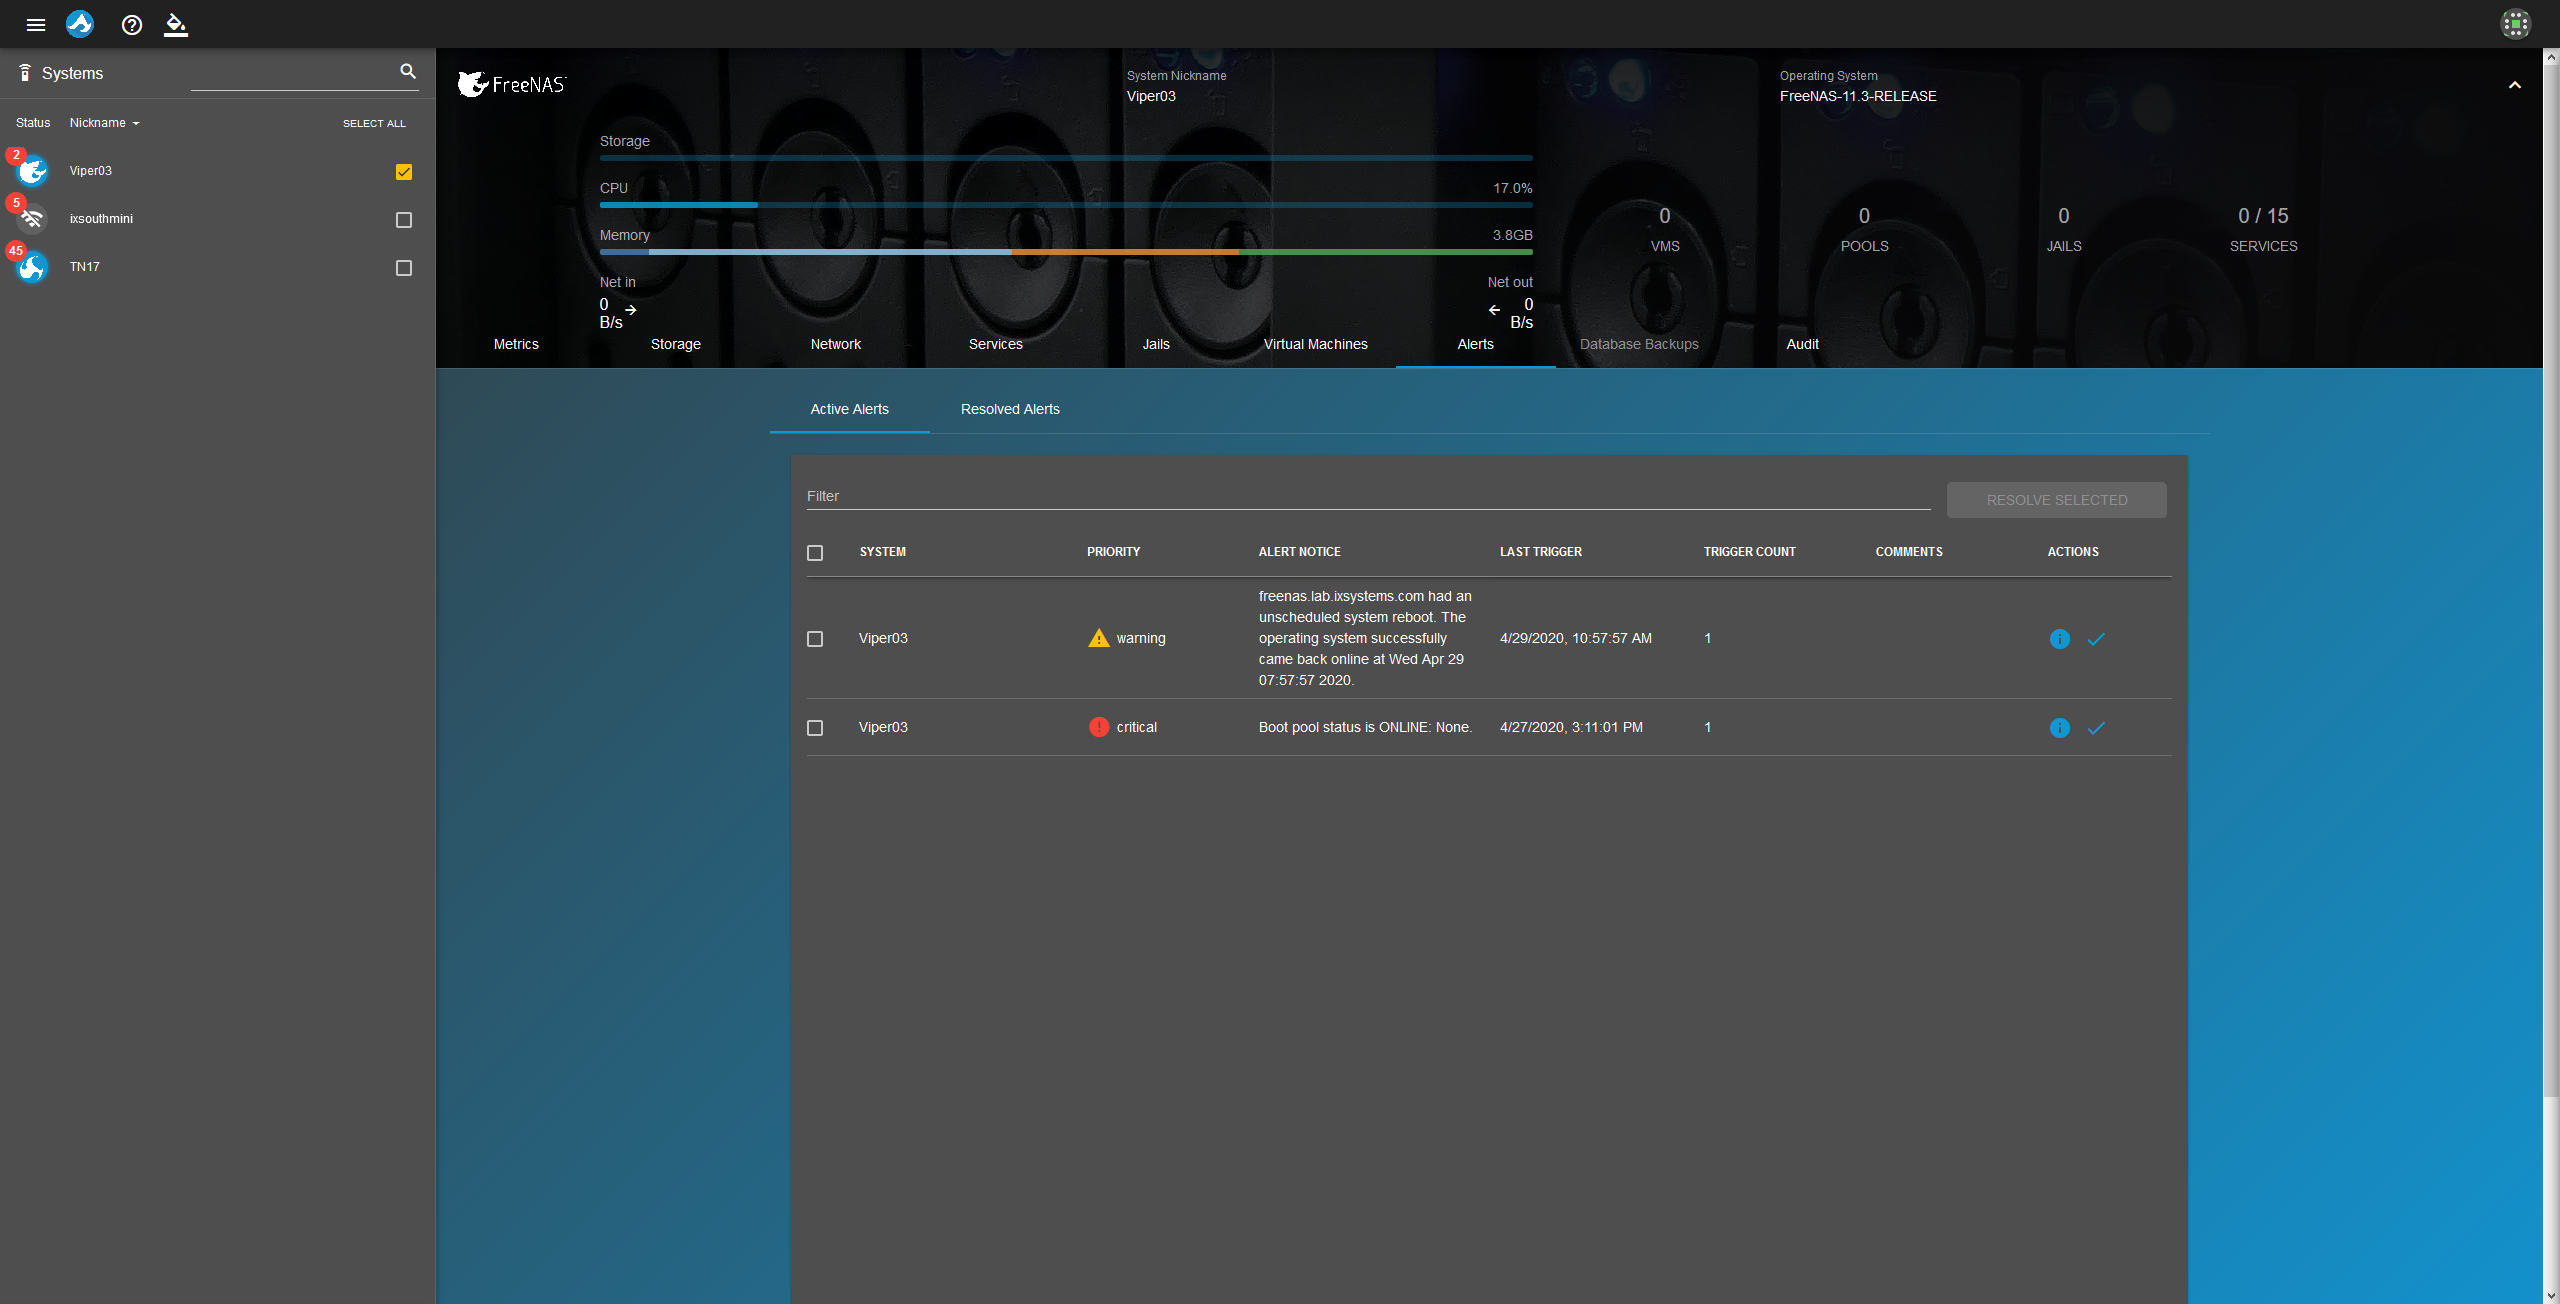 Systems
Status
Nickname
SELECT ALL
2
Viper03
5
ixsouthmini
45
TN17
FreeNAS
System Nickname
Viper03
Operating System
FreeNAS-11.3-RELEASE
Storage
CPU
17.0%
Memory
3.8GB
Net in
0
B/s
Net out
0
B/s
0
VMS
0
POOLS
0
JAILS
0 / 15
SERVICES
Metrics
Storage
Network
Services
Jails
Virtual Machines
Alerts
Database Backups
Audit
Active Alerts
Resolved Alerts
Filter
RESOLVE SELECTED
SYSTEM
PRIORITY
ALERT NOTICE
LAST TRIGGER
TRIGGER COUNT
COMMENTS
ACTIONS
Viper03
warning
freenas.lab.ixsystems.com had an
unscheduled system reboot. The
operating system successfully
came back online at Wed Apr 29
07:57:57 2020.
4/29/2020, 10:57:57 AM
1
Viper03
critical
Boot pool status is ONLINE: None.
4/27/2020, 3:11:01 PM
1